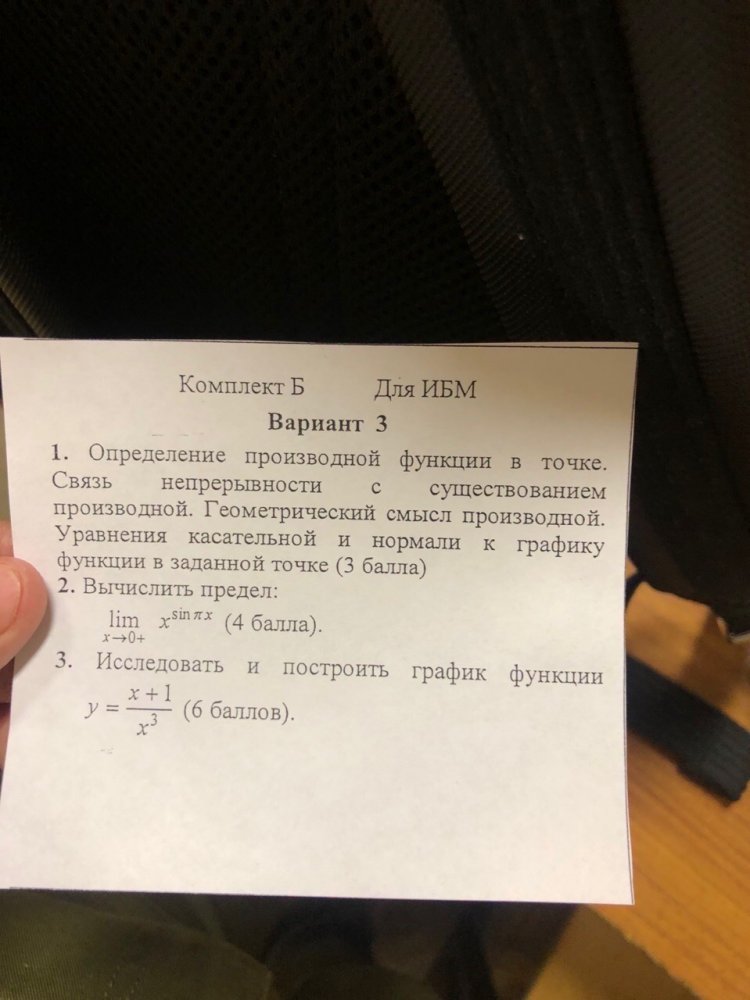 Комплект Б Для ИБМ
Вариант 3
1. Определение производной функции в точке.
Связь непрерывности с существованием
производной. Геометрический смысл производной.
Уравнения касательной и нормали к графику
функции в заданной точке (3 балла)
2. Вычислить предел:
lim x→0+ x^sin πx (4 балла).
3. Исследовать и построить график функции
y = (x + 1)/x³ (6 баллов).